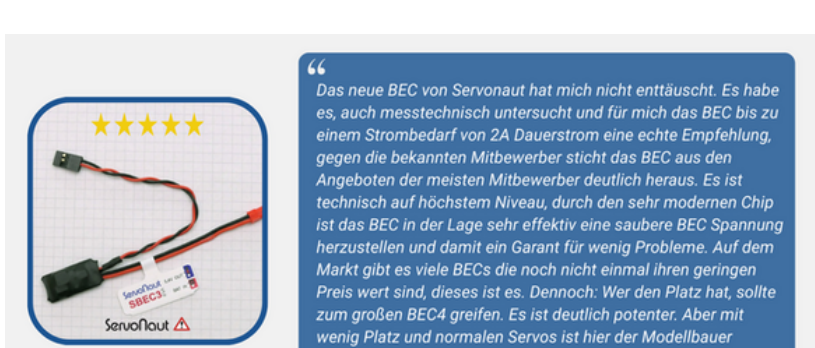 “
Das neue BEC von Servonaut hat mich nicht enttäuscht. Es habe
es, auch messtechnisch untersucht und für mich das BEC bis zu
einem Strombedarf von 2A Dauerstrom eine echte Empfehlung,
gegen die bekannten Mitbewerber sticht das BEC aus den
Angeboten der meisten Mitbewerber deutlich heraus. Es ist
technisch auf höchstem Niveau, durch den sehr modernen Chip
ist das BEC in der Lage sehr effektiv eine saubere BEC Spannung
herzustellen und damit ein Garant für wenig Probleme. Auf dem
Markt gibt es viele BECs die noch nicht einmal ihren geringen
Preis wert sind, dieses ist es. Dennoch: Wer den Platz hat, sollte
zum großen BEC4 greifen. Es ist deutlich potenter. Aber mit
wenig Platz und normalen Servos ist hier der Modellbauer
ServoNaut
SBEC3
ServoNaut